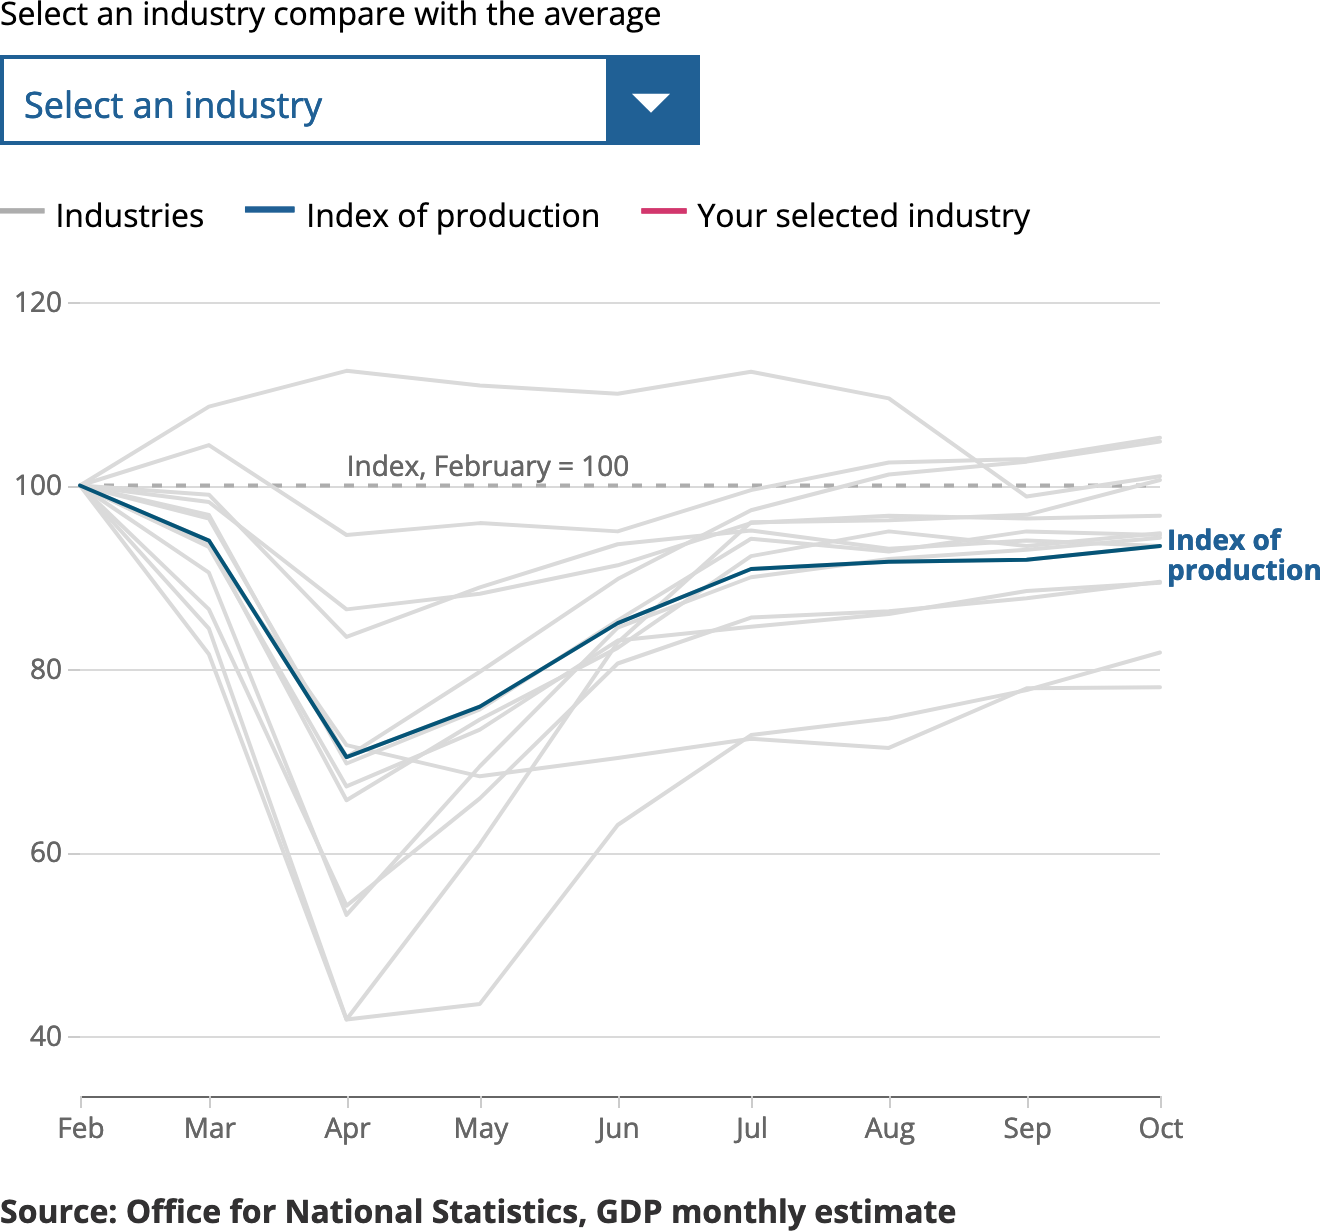 Select an industry compare with the average
Select an industry
Industries Index of production Your selected industry
120
Index, February = 100
100
Index of
production
80
60
40
Feb Mar Apr May Jun Jul Aug Sep Oct
Source: Office for National Statistics, GDP monthly estimate